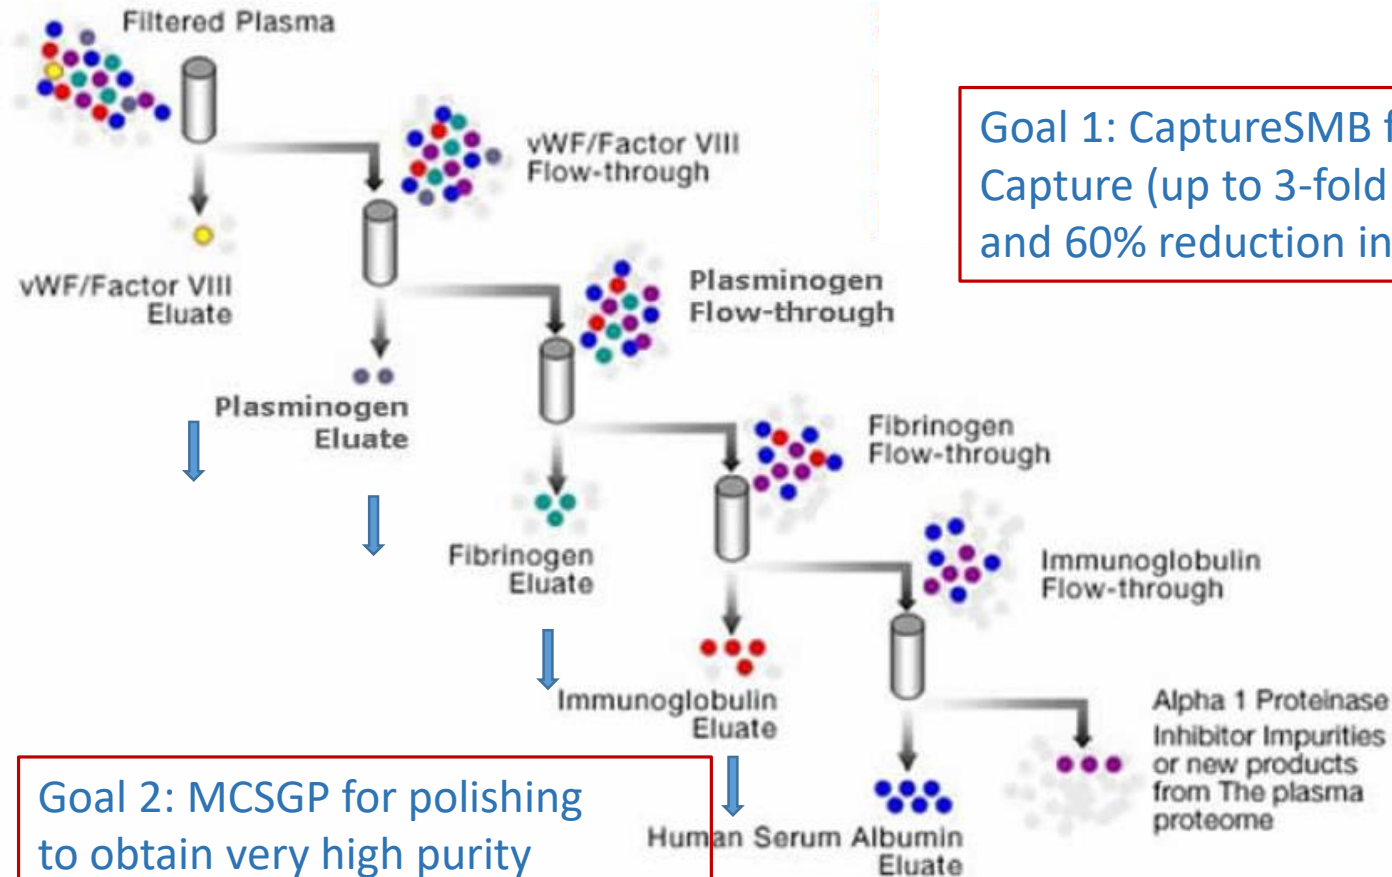 Filtered Plasma
vWF/Factor VIII
Flow-through
Goal 1: CaptureSMB
Capture (up to 3-fold
and 60% reduction in
vWF/Factor VIII
Eluate
Plasminogen
Flow-through
Plasminogen
Eluate
Fibrinogen
Flow-through
Fibrinogen
Eluate
Immunoglobulin
Flow-through
Immunoglobulin
Eluate
Alpha 1 Proteinase
Inhibitor Impurities
or new products
from The plasma
proteome
Goal 2: MCSGP for polishing
to obtain very high purity
Human Serum Albumin
Eluate